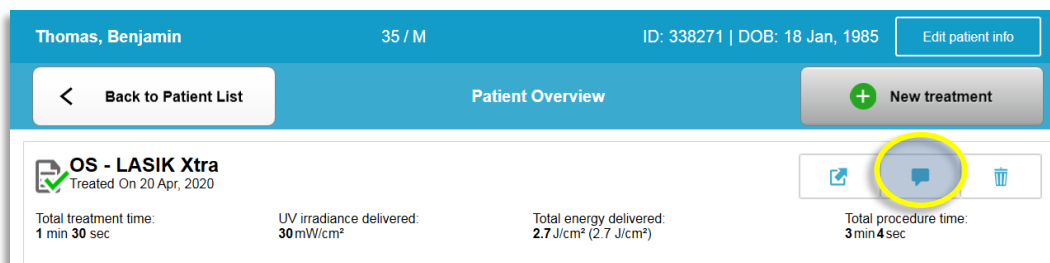 Thomas, Benjamin 35 / M ID: 338271 | DOB: 18 Jan, 1985 Edit patient info
Back to Patient List Patient Overview New treatment
OS - LASIK Xtra
Treated On 20 Apr, 2020
Total treatment time: UV irradiance delivered: Total energy delivered: Total procedure time:
1 min 30 sec 30 mW/cm² 2.7 J/cm² (2.7 J/cm²) 3 min 4 sec